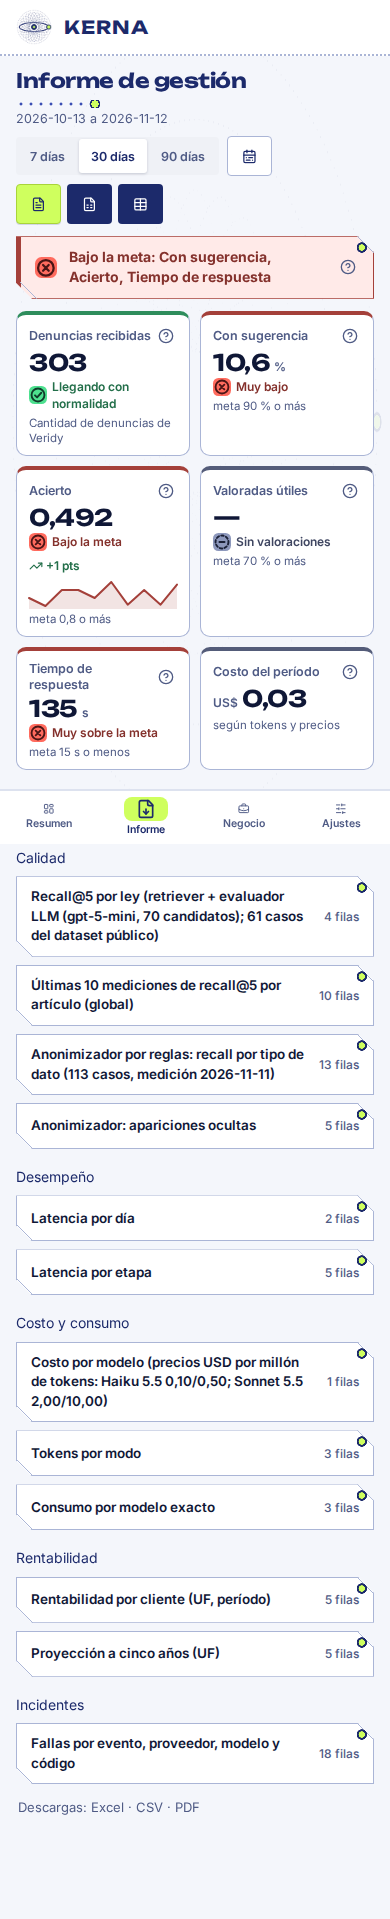 KERNA
Informe de gestión
2026-10-13 a 2026-11-12
7 días
30 días
90 días
Bajo la meta: Con sugerencia,
Acierto, Tiempo de respuesta
Denuncias recibidas
303
Llegando con
normalidad
Cantidad de denuncias de
Veridy
Con sugerencia
10,6 %
Muy bajo
meta 90 % o más
Acierto
0,492
Bajo la meta
+1 pts
meta 0,8 o más
Valoradas útiles
—
Sin valoraciones
meta 70 % o más
Tiempo de
respuesta
135 s
Muy sobre la meta
meta 15 s o menos
Costo del período
US$ 0,03
según tokens y precios
Resumen
Informe
Negocio
Ajustes
Calidad
Recall@5 por ley (retriever + evaluador
LLM (gpt-5-mini, 70 candidatos); 61 casos
del dataset público)
4 filas
Últimas 10 mediciones de recall@5 por
artículo (global)
10 filas
Anonimizador por reglas: recall por tipo de
dato (113 casos, medición 2026-11-11)
13 filas
Anonimizador: apariciones ocultas
5 filas
Desempeño
Latencia por día
2 filas
Latencia por etapa
5 filas
Costo y consumo
Costo por modelo (precios USD por millón
de tokens: Haiku 5.5 0,10/0,50; Sonnet 5.5
2,00/10,00)
1 filas
Tokens por modo
3 filas
Consumo por modelo exacto
3 filas
Rentabilidad
Rentabilidad por cliente (UF, período)
5 filas
Proyección a cinco años (UF)
5 filas
Incidentes
Fallas por evento, proveedor, modelo y
código
18 filas
Descargas: Excel · CSV · PDF